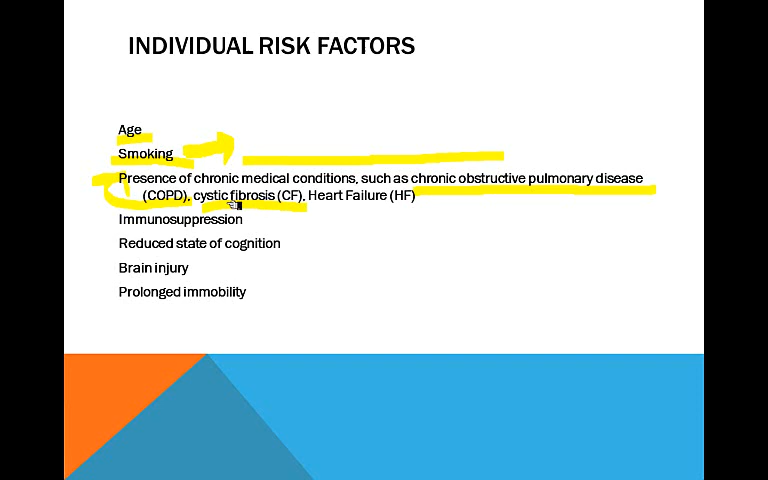 INDIVIDUAL RISK FACTORS
Age
Smoking
Presence of chronic medical conditions, such as chronic obstructive pulmonary disease
(COPD), cystic fibrosis (CF), Heart Failure (HF)
Immunosuppression
Reduced state of cognition
Brain injury
Prolonged immobility